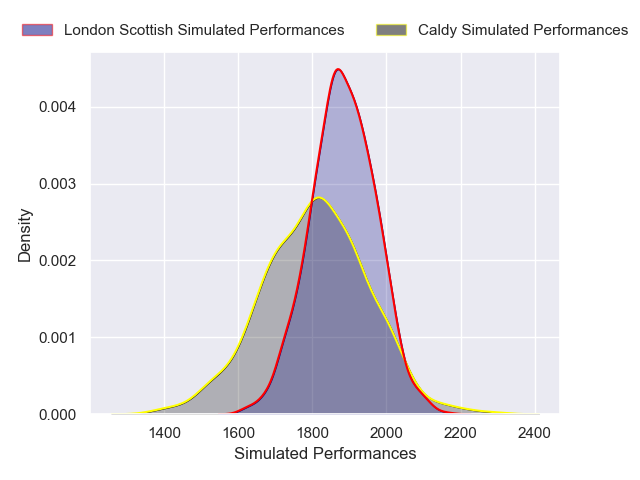 London Scottish Simulated Performances Caldy Simulated Performances
0.004
0.003
0.002
0.001
0.000
Density
1400 1600 1800 2000 2200 2400
Simulated Performances